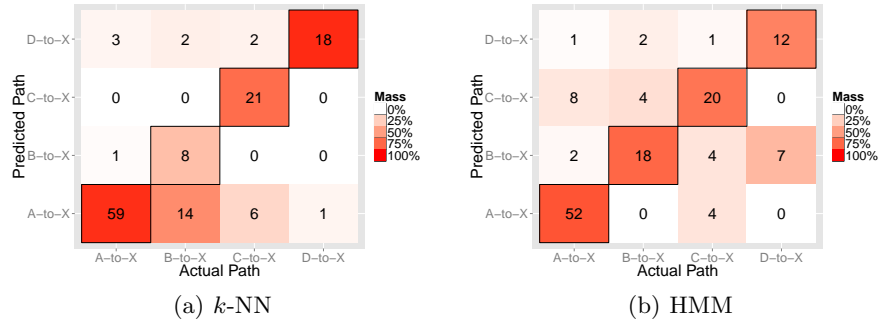 Predicted Path
D-to-X
3 2 2 18
C-to-X
0 0 21 0
B-to-X
1 8 0 0
A-to-X
59 14 6 1
A-to-X B-to-X C-to-X D-to-X
Actual Path
Mass
0%
25%
50%
75%
100%
(a) k-NN
Predicted Path
D-to-X
1 2 1 12
C-to-X
8 4 20 0
B-to-X
2 18 4 7
A-to-X
52 0 4 0
A-to-X B-to-X C-to-X D-to-X
Actual Path
Mass
0%
25%
50%
75%
100%
(b) HMM